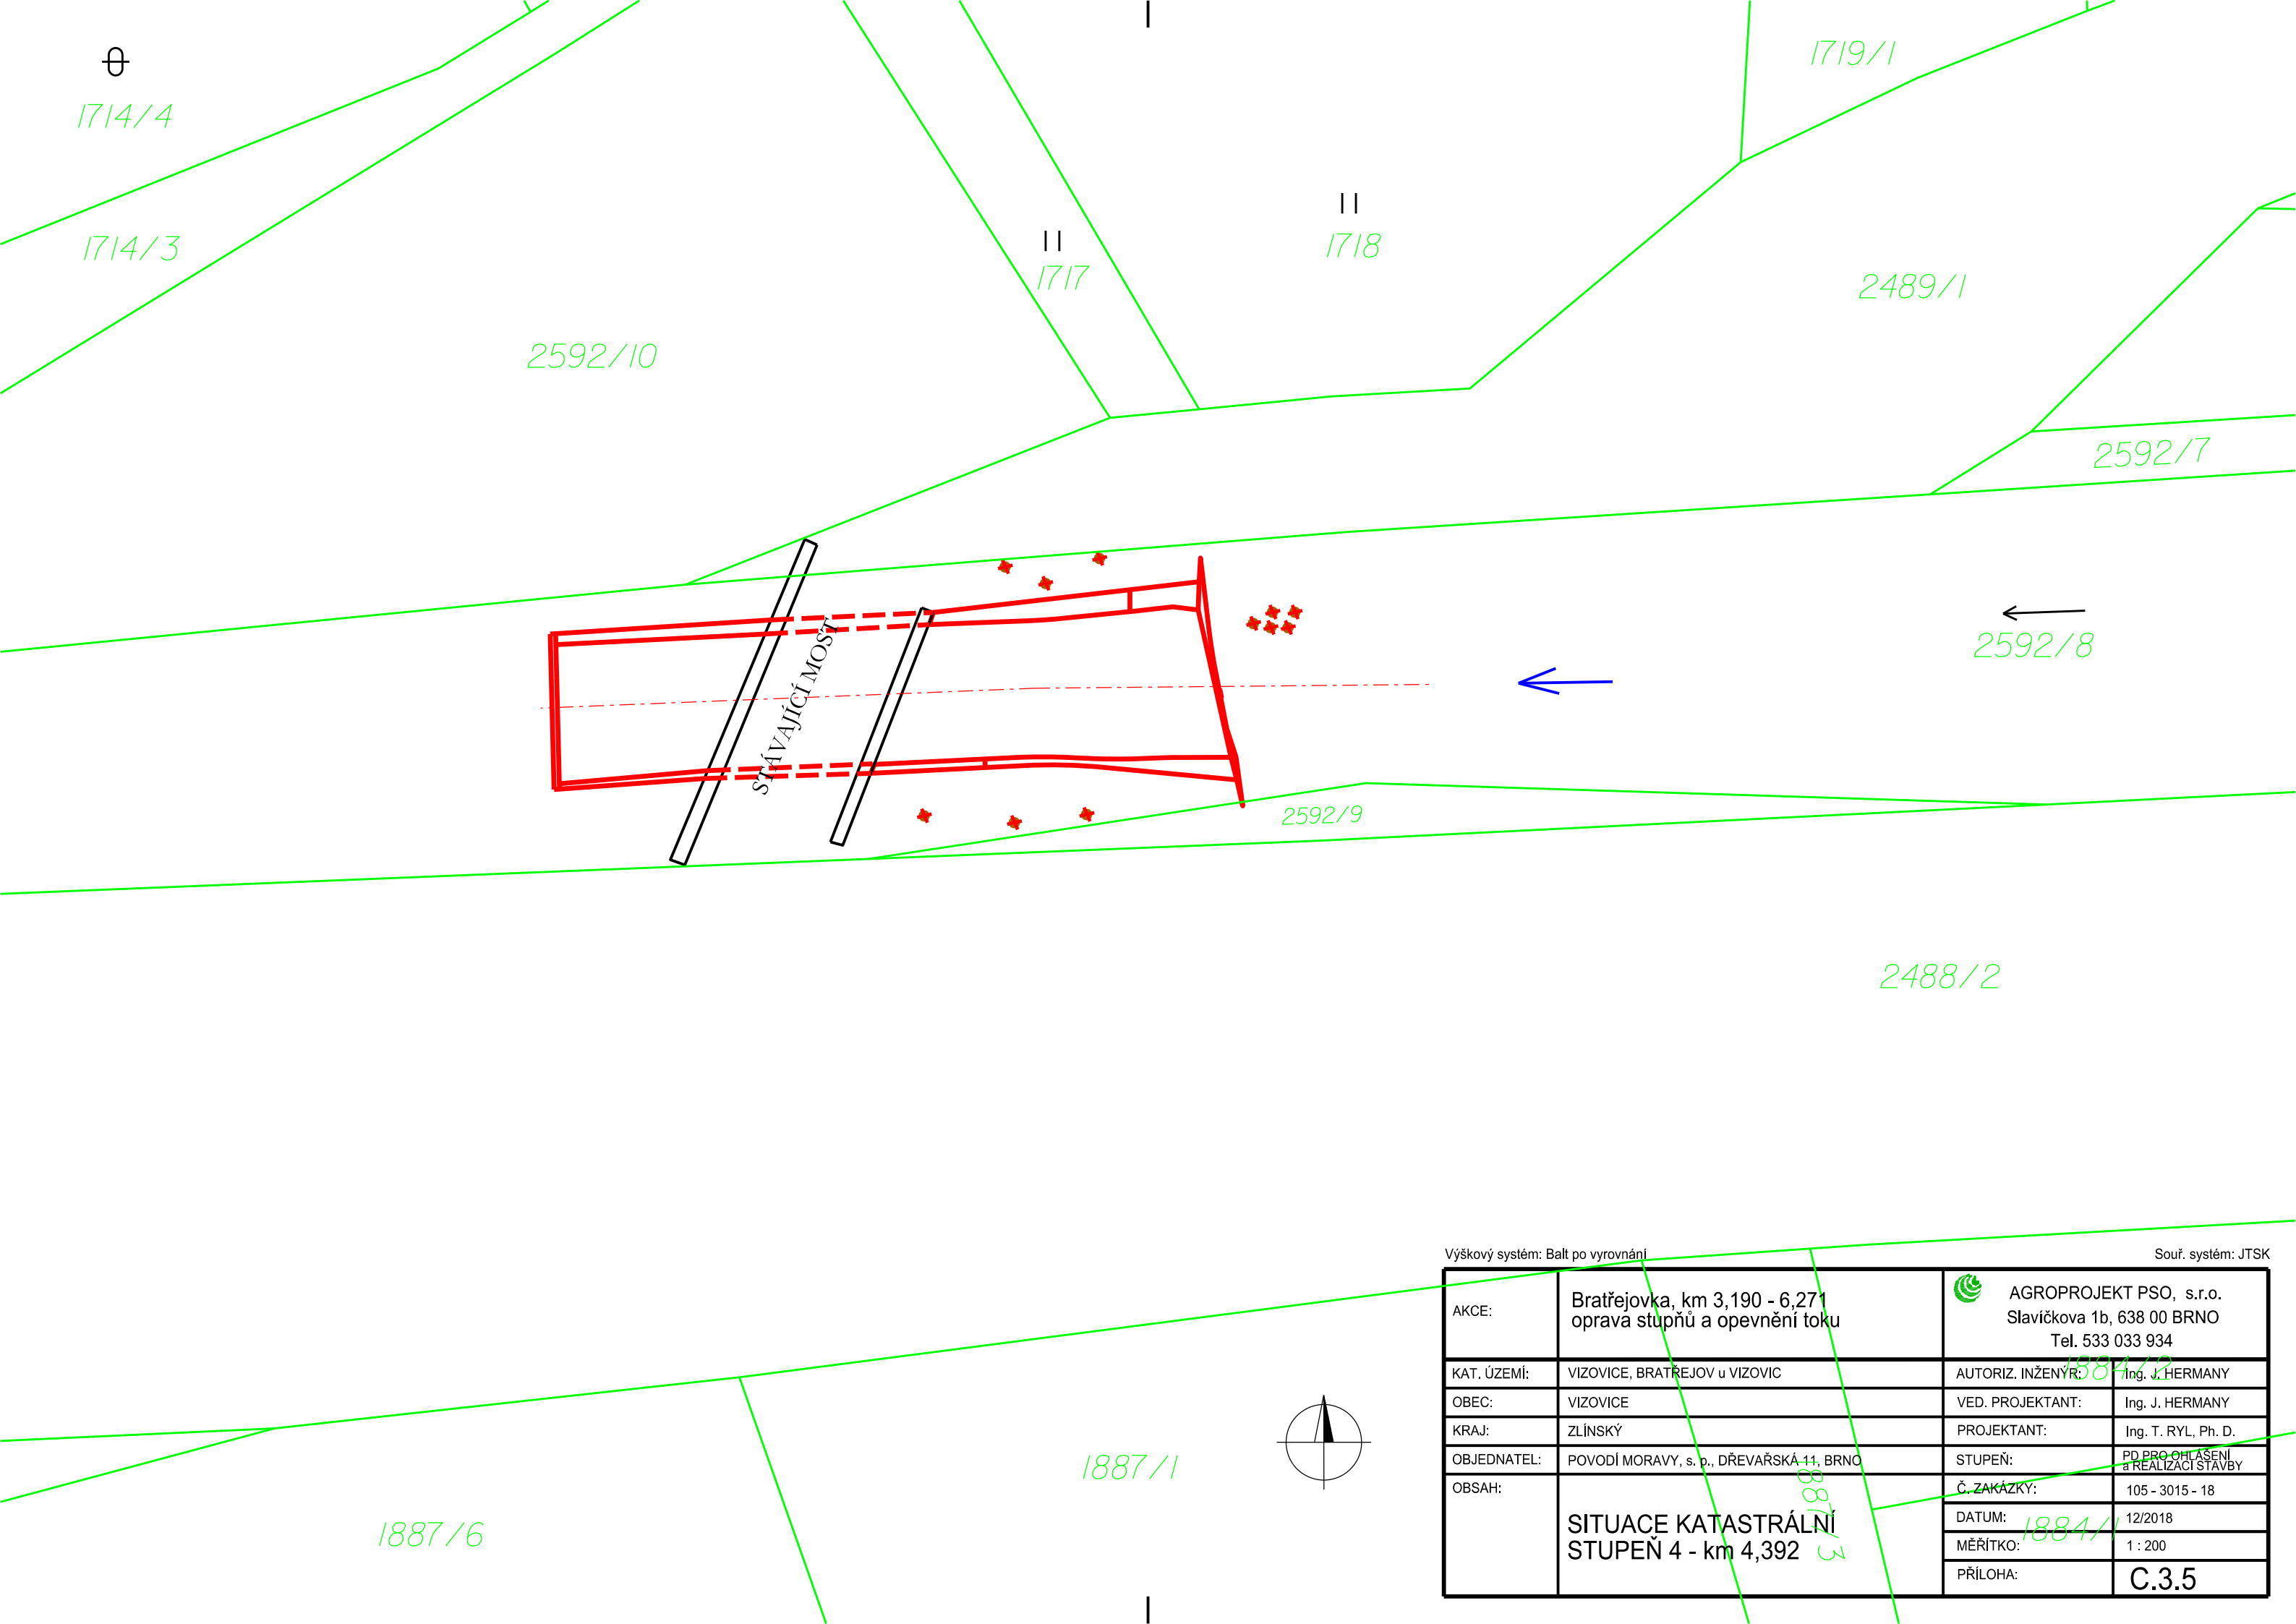 1719/1
1714/4
1714/3
1717
1718
2489/1
2592/10
2592/7
2592/8
STÁVAJÍCÍ MOST
2592/9
2488/2
1887/1
1887/6
Výškový systém: Balt po vyrovnání
Souř. systém: JTSK
AKCE:
Bratřejovka, km 3,190 - 6,271
oprava stupňů a opevnění toku
AGROPROJEKT PSO, s.r.o.
Slavíčkova 1b, 638 00 BRNO
Tel. 533 033 934
1884/2
KAT. ÚZEMÍ: VIZOVICE, BRATŘEJOV u VIZOVIC
AUTORIZ. INŽENÝR: Ing. J. HERMANY
OBEC: VIZOVICE
VED. PROJEKTANT: Ing. J. HERMANY
KRAJ: ZLÍNSKÝ
PROJEKTANT: Ing. T. RYL, Ph. D.
OBJEDNATEL: POVODÍ MORAVY, s. p., DŘEVAŘSKÁ 11, BRNO
STUPEŇ: PD PRO OHLÁŠENÍ
a REALIZACI STAVBY
OBSAH:
SITUACE KATASTRÁLNÍ
STUPEŇ 4 - km 4,392
1887/3
Č. ZAKÁZKY: 105 - 3015 - 18
DATUM: 12/2018
1884/1
MĚŘÍTKO: 1 : 200
PŘÍLOHA: C.3.5